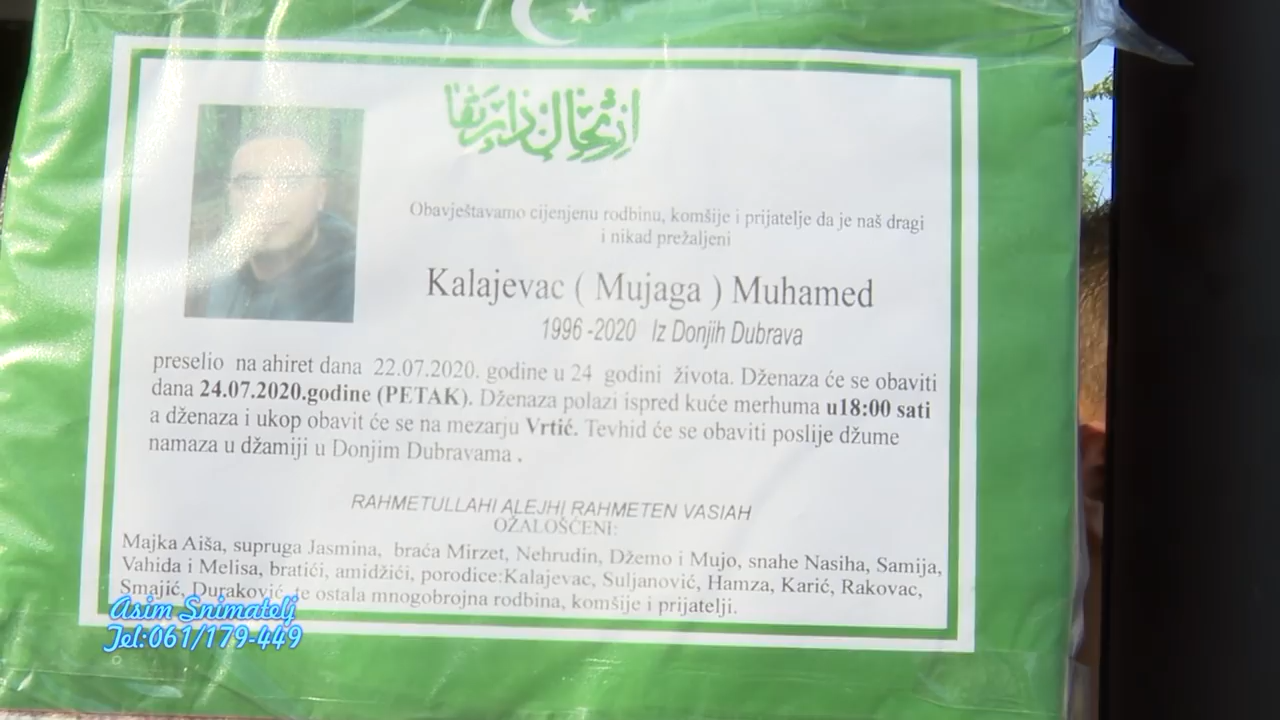 إنتحال دار بقا
Obavještavamo cijenjenu rodbinu, komšije i prijatelje da je naš dragi
i nikad prežaljeni
Kalajevac ( Mujaga ) Muhamed
1996 -2020 Iz Donjih Dubrava
preselio na ahiret dana 22.07.2020. godine u 24 godini života. Dženaza će se obaviti
dana 24.07.2020.godine (PETAK). Dženaza polazi ispred kuće merhuma u18:00 sati
a dženaza i ukop obavit će se na mezarju Vrtić. Tevhid će se obaviti poslije džume
namaza u džamiji u Donjim Dubravama .
RAHMETULLAHI ALEJHI RAHMETEN VASIAH
OŽALOŠĆENI:
Majka Aiša, supruga Jasmina, braća Mirzet, Nehrudin, Džemo i Mujo, snahe Nasiha, Samija,
Vahida i Melisa, bratići, amidžići, porodice:Kalajevac, Suljanović, Hamza, Karić, Rakovac,
Smajić, Duraković, te ostala mnogobrojna rodbina, komšije i prijatelji.
Asim Snimatelj
Tel:061/179-449